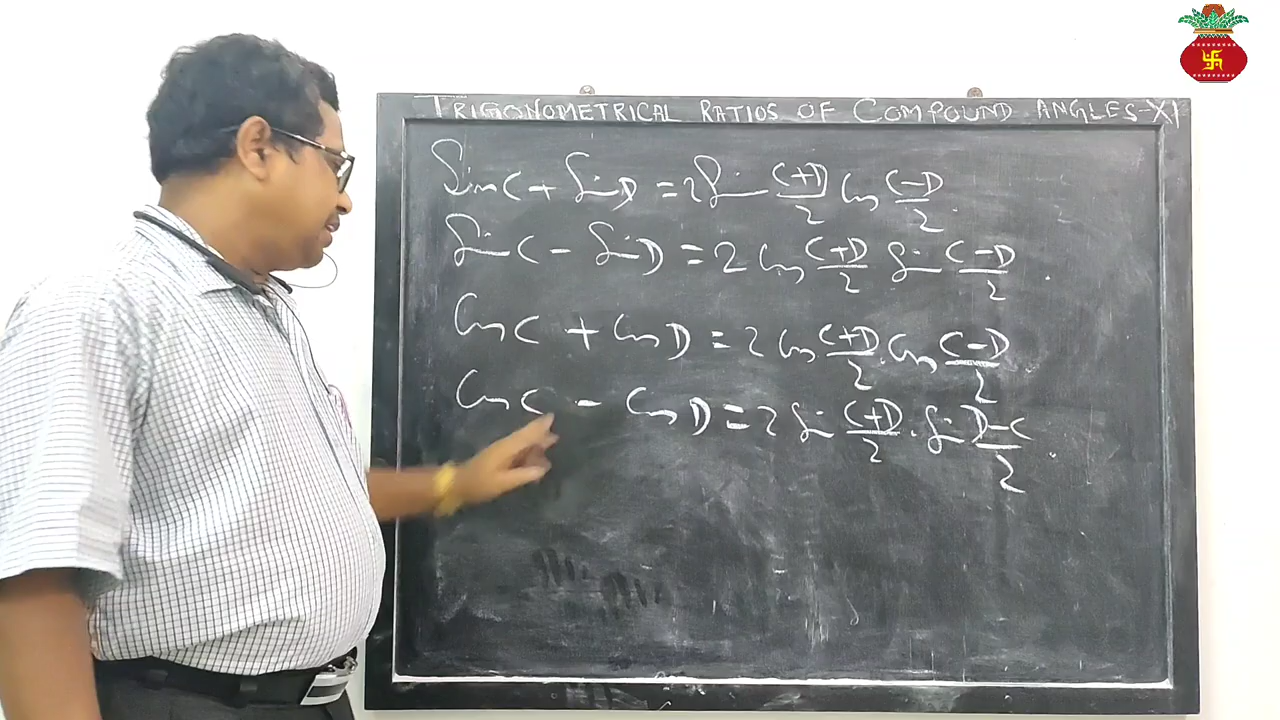 TRIGONOMETRICAL RATIOS OF COMPOUND ANGLES-XI
Sin C + Sin D = 2 Sin (C+D)/2 Cos (C-D)/2.
Sin C - Sin D = 2 Cos (C+D)/2 Sin (C-D)/2.
Cos C + Cos D = 2 Cos (C+D)/2 . Cos (C-D)/2
Cos C - Cos D = 2 Sin (C+D)/2 . Sin (D-C)/2.